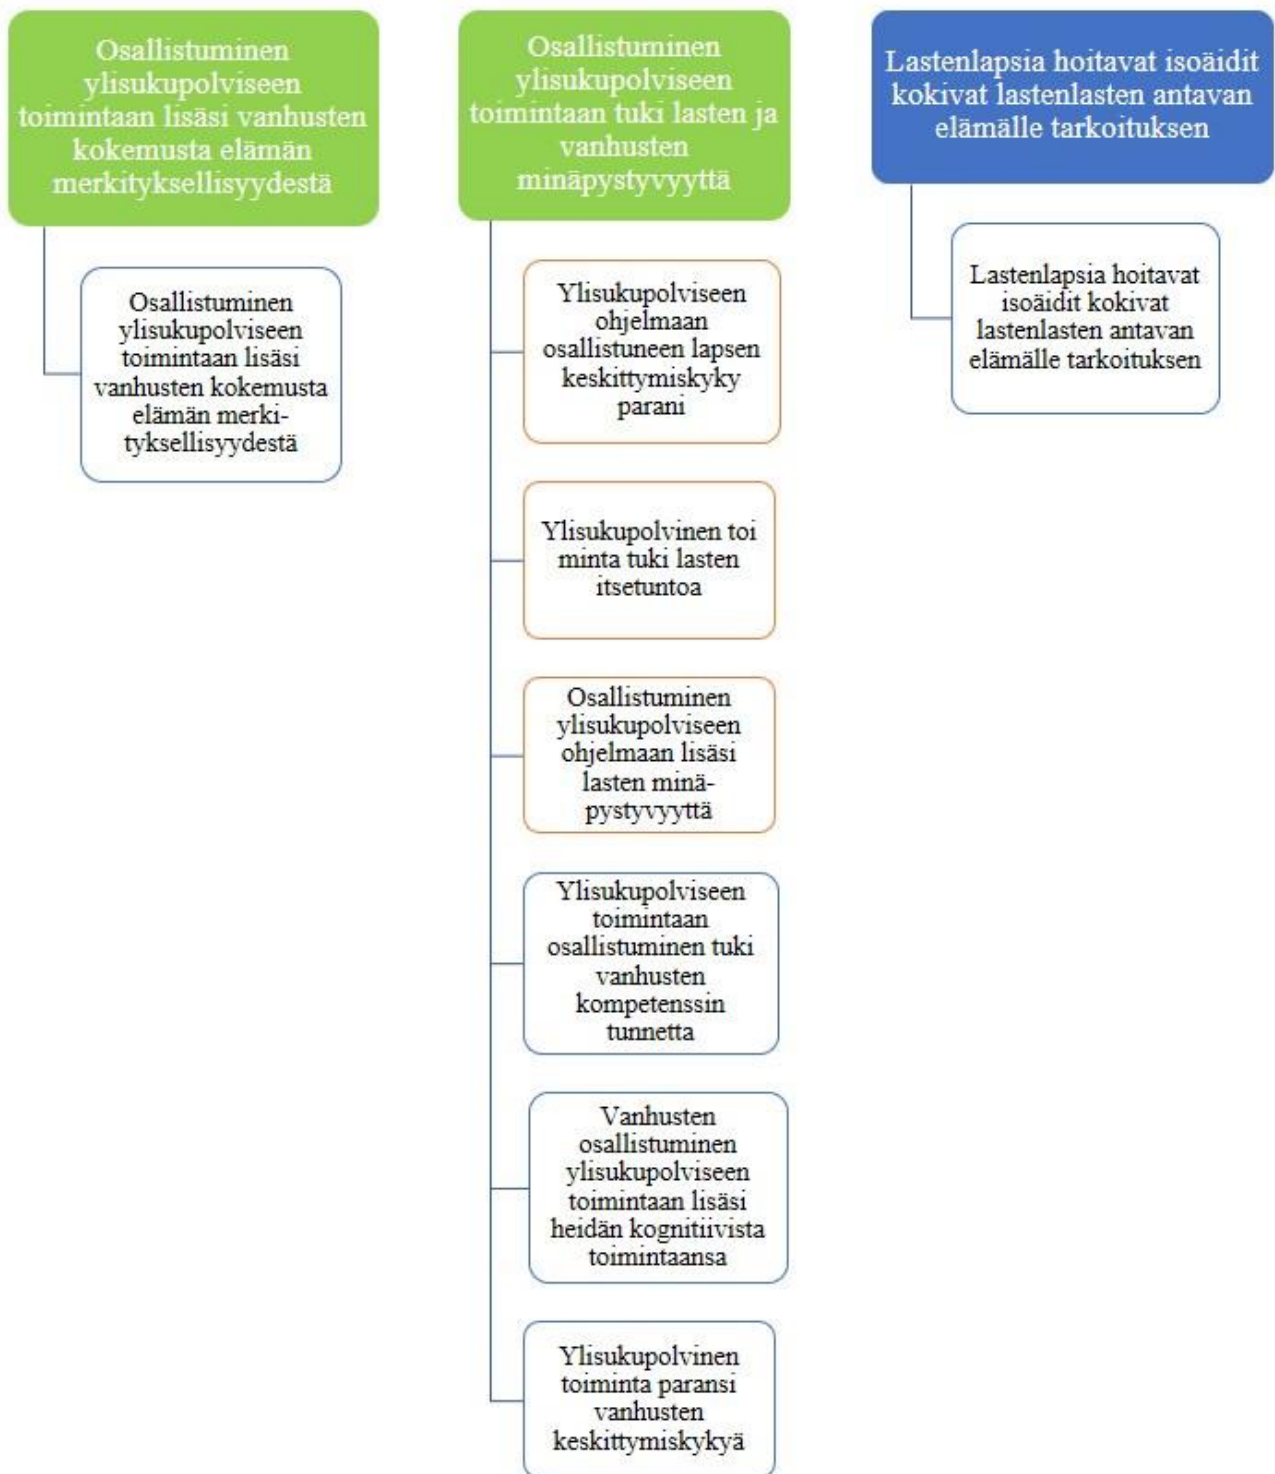 Osallistuminen
ylisukupolviseen
toimintaan lisäsi vanhusten
kokemusta elämän
merkityksellisyydestä
Osallistuminen
ylisukupolviseen
toimintaan lisäsi
vanhusten kokemusta
elämän merki-
tyksellisyydestä
Osallistuminen
ylisukupolviseen
toimintaan tuki lasten ja
vanhusten
minäpystyvyyttä
Ylisukupolviseen
ohjelmaan
osallistuneen lapsen
keskittymiskyky
parani
Ylisukupolvinen toi
minta tuki lasten
itsetuntoa
Osallistuminen
ylisukupolviseen
ohjelmaan lisäsi
lasten minä-
pystyvyyttä
Ylisukupolviseen
toimintaan
osallistuminen tuki
vanhusten
kompetenssin
tunnetta
Vanhusten
osallistuminen
ylisukupolviseen
toimintaan lisäsi
heidän kognitiivista
toimintaansa
Ylisukupolvinen
toiminta paransi
vanhusten
keskittymiskykyä
Lastenlapsia hoitavat isoäidit
kokivat lastenlasten antavan
elämälle tarkoituksen
Lastenlapsia hoitavat
isoäidit kokivat
lastenlasten antavan
elämälle tarkoituksen